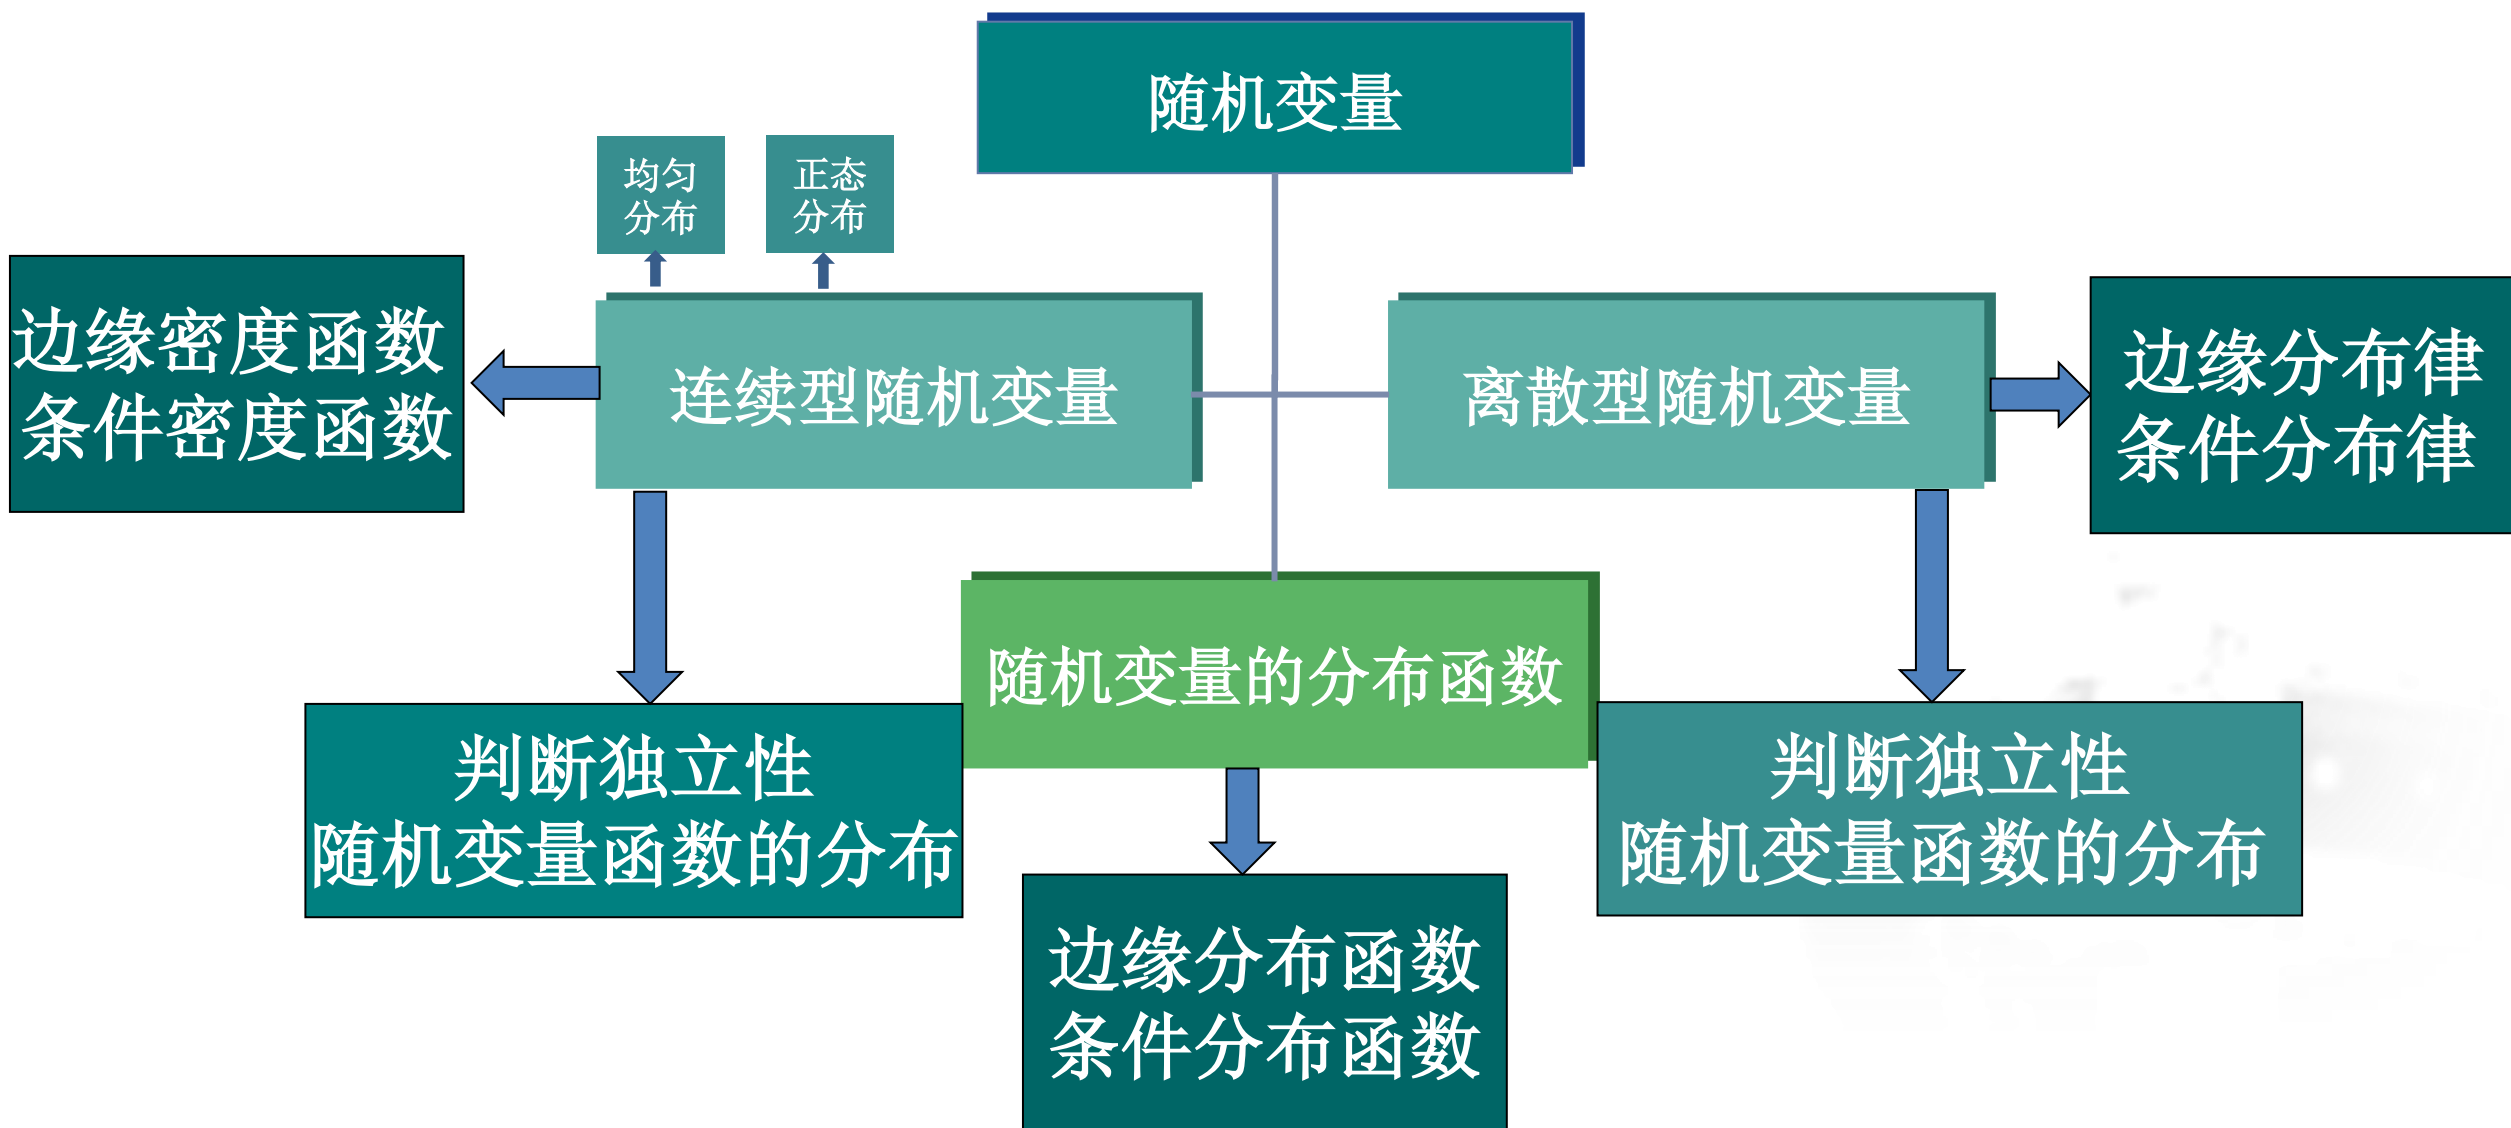 随机变量
均匀
分布
正态
分布
边缘密度函数
条件密度函数
连续型随机变量
离散型随机变量
边缘分布律
条件分布律
随机变量的分布函数
判断独立性
随机变量函数的分布
判断独立性
随机变量函数的分布
边缘分布函数
条件分布函数